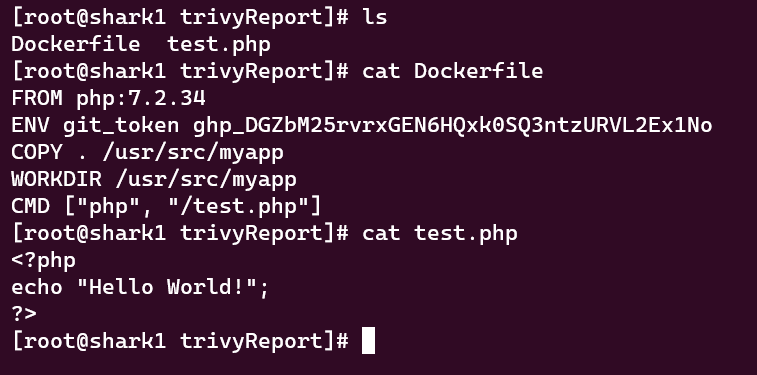 [root@shark1 trivyReport]# ls
Dockerfile  test.php
[root@shark1 trivyReport]# cat Dockerfile
FROM php:7.2.34
ENV git_token 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
COPY . /usr/src/myapp
WORKDIR /usr/src/myapp
CMD ["php", "/test.php"]
[root@shark1 trivyReport]# cat test.php
<?php
echo "Hello World!";
?>
[root@shark1 trivyReport]#